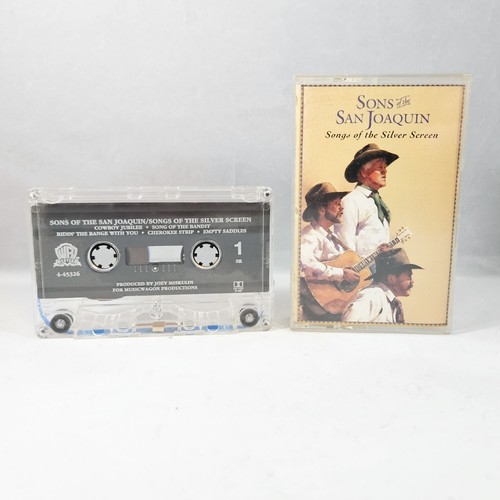 SONS OF THE SAN JOAQUIN/SONGS OF THE SILVER SCREEN
COWBOY JUBILEE • SONG OF THE BANDIT
RIDIN' THE RANGE WITH YOU • CHEROKEE STRIP • EMPTY SADDLES
4-45326
1
PRODUCED BY JOEY MISKULIN
FOR MUSICWAGON PRODUCTIONS
SONS of the
SAN JOAQUIN
Songs of the Silver Screen